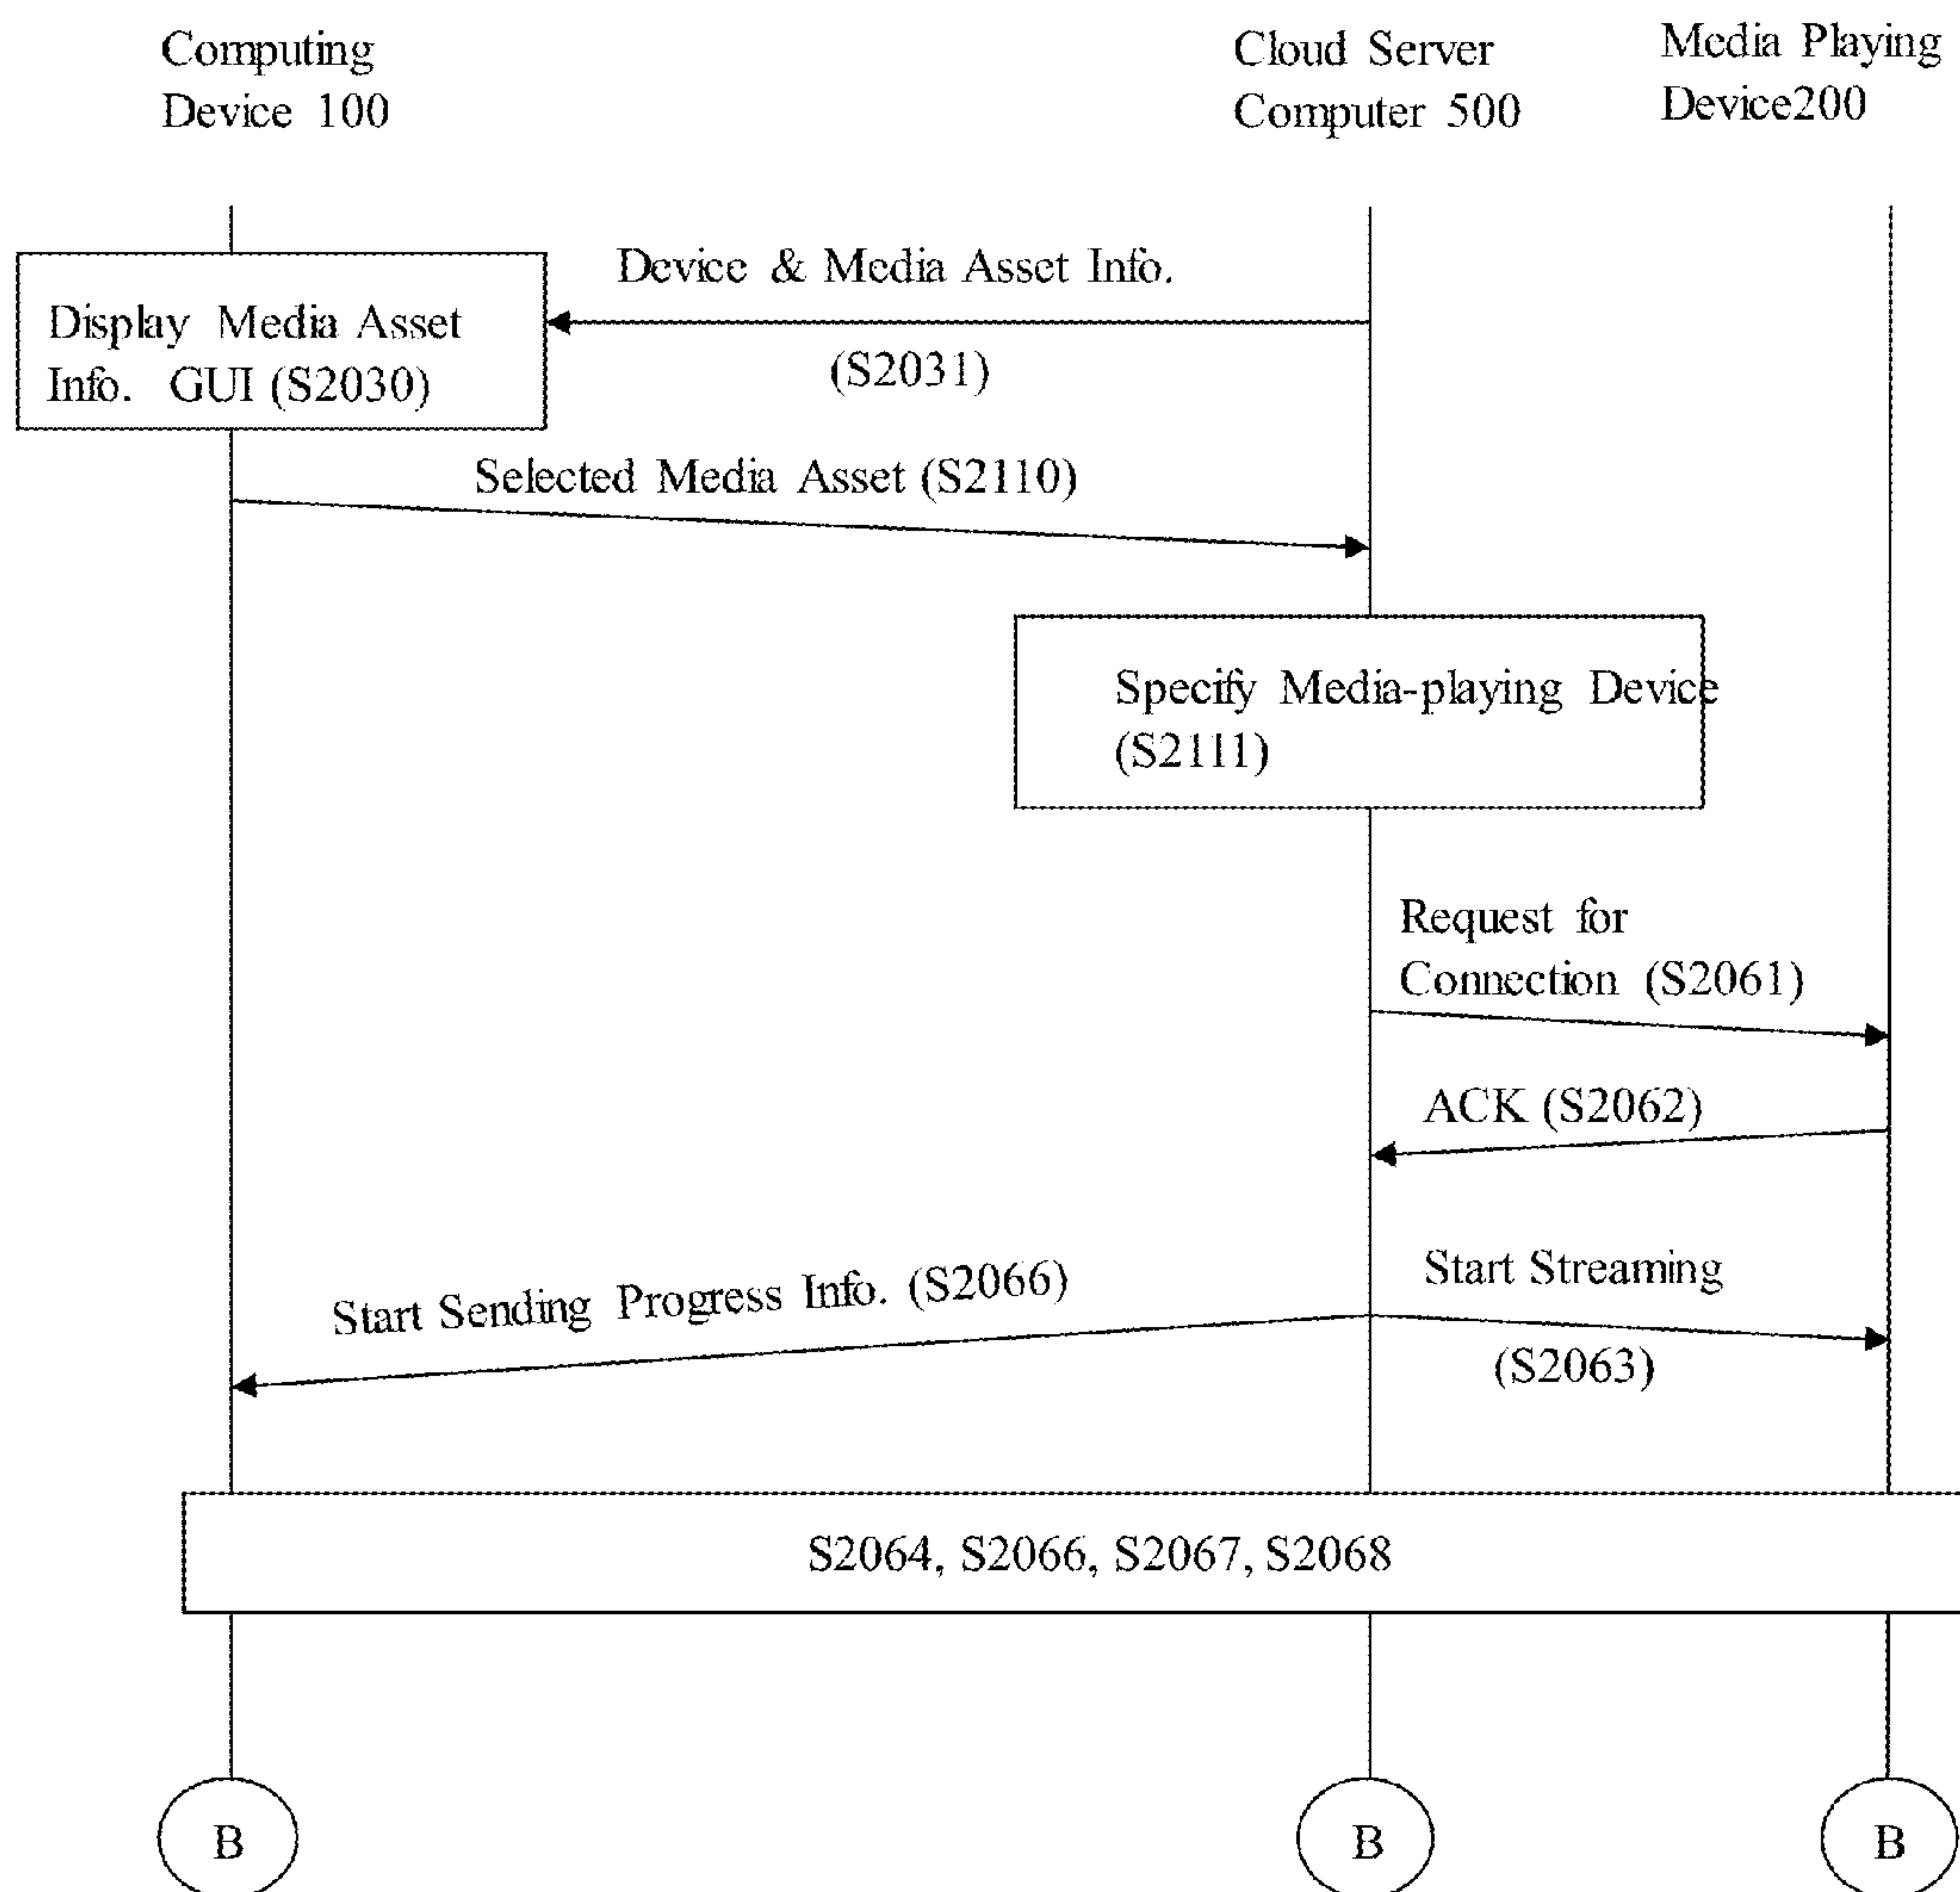 Computing
Device 100
Cloud Server
Computer 500
Media Playing
Device200
Device & Media Asset Info.
(S2031)
Display Media Asset
Info. GUI (S2030)
Selected Media Asset (S2110)
Specify Media-playing Device
(S2111)
Request for
Connection (S2061)
ACK (S2062)
Start Sending Progress Info. (S2066)
Start Streaming
(S2063)
S2064, S2066, S2067, S2068
B
B
B